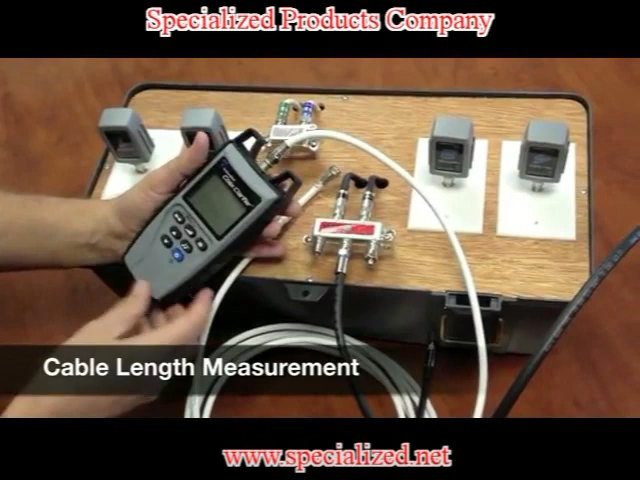 Specialized Products Company
Cable Length Measurement
www.specialized.net